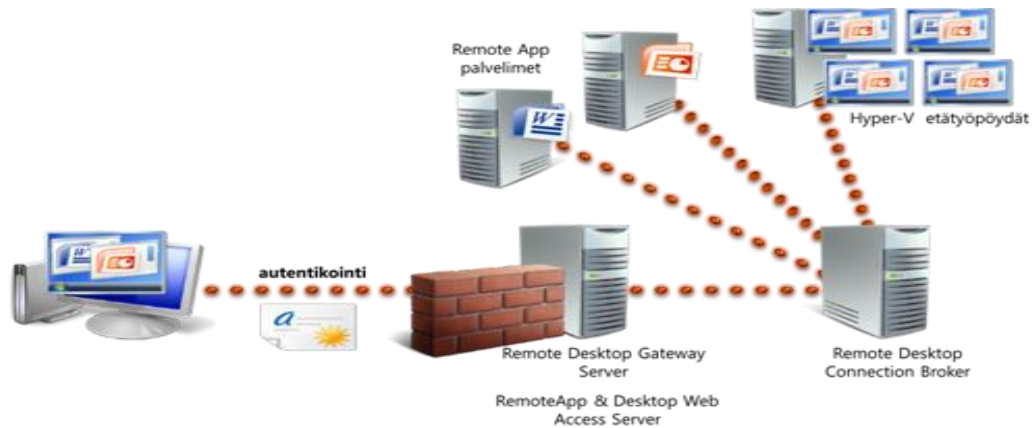 Remote App
palvelimet
Hyper-V etätyöpöydät
autentikointi
Remote Desktop Gateway
Server
RemoteApp & Desktop Web
Access Server
Remote Desktop
Connection Broker
W
a